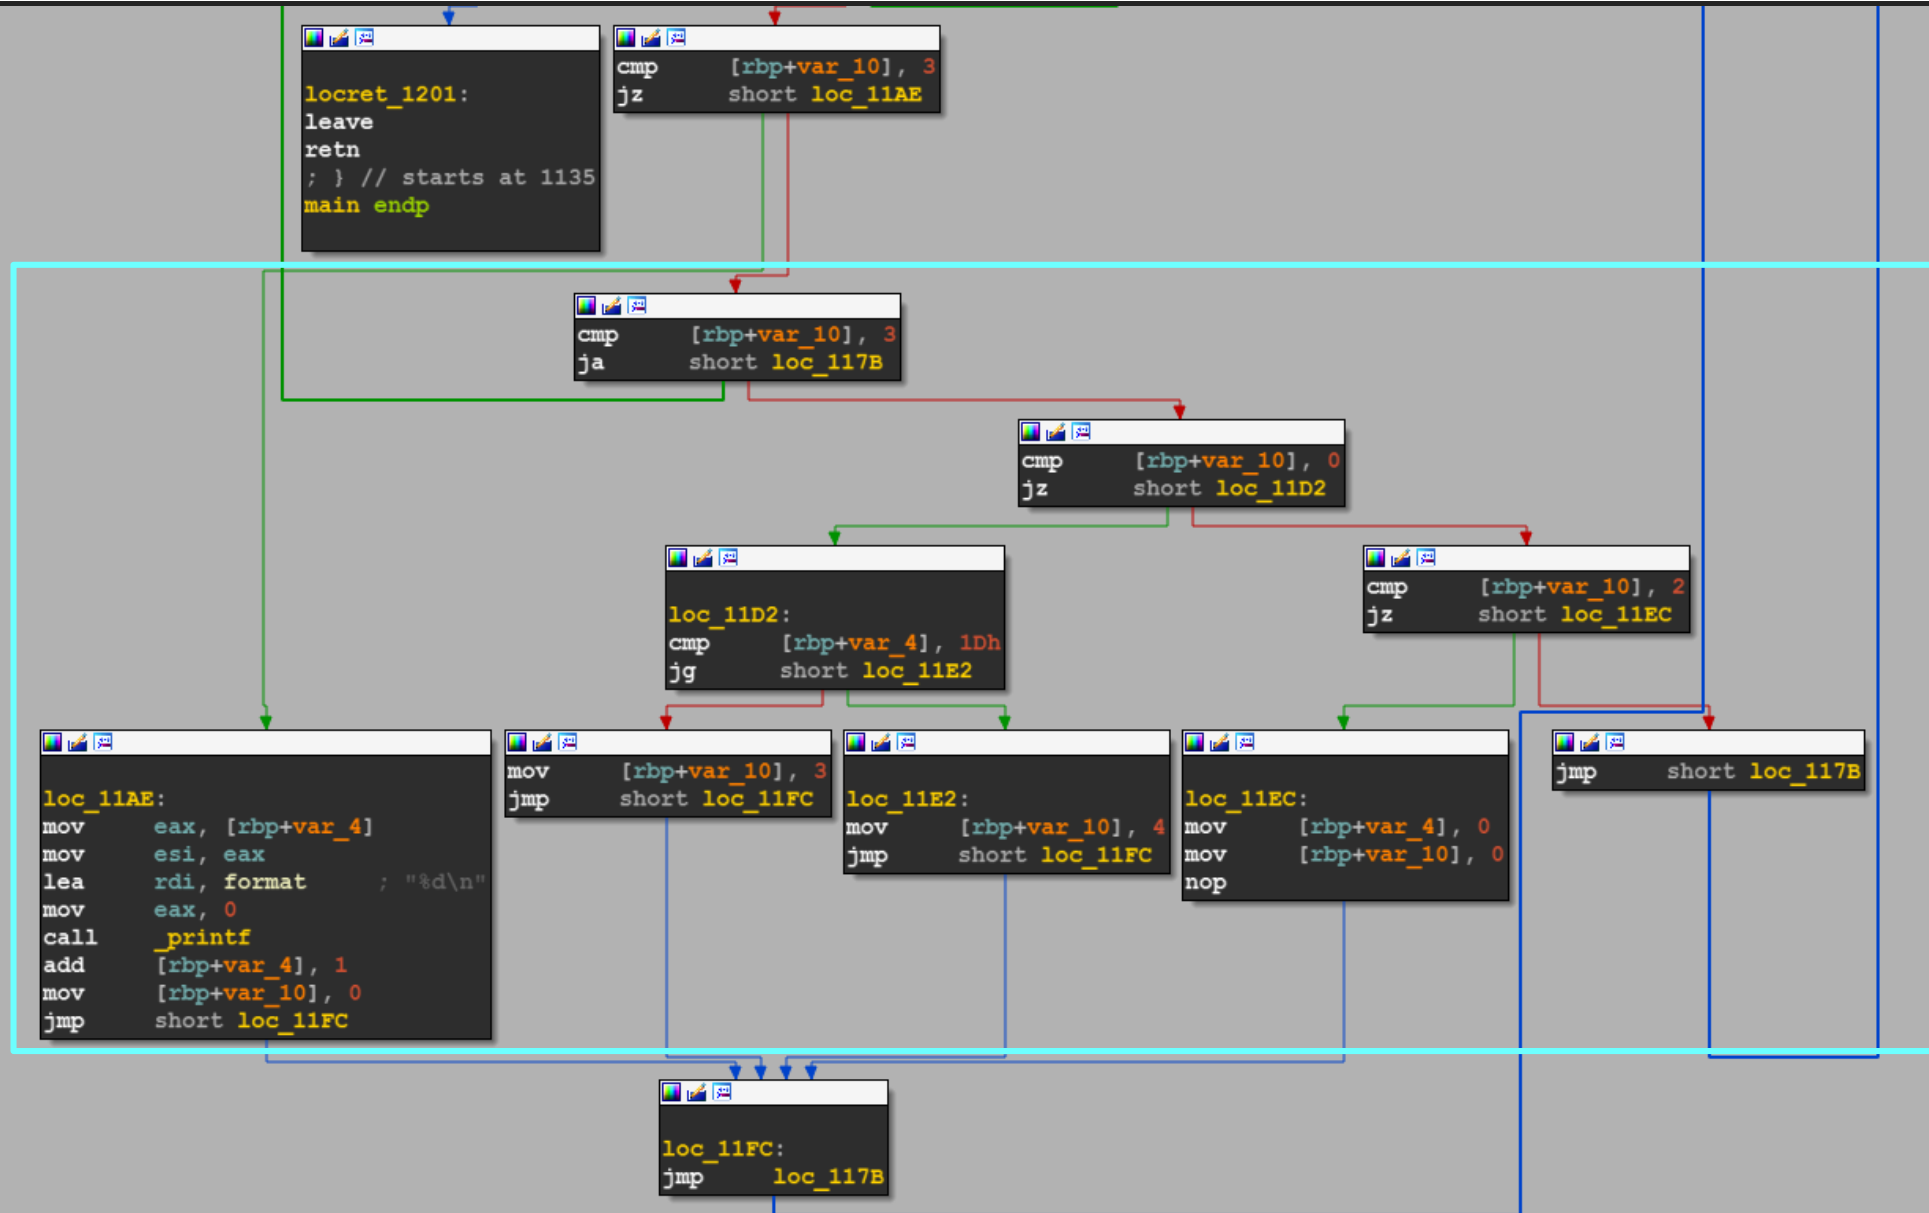 locret_1201:
leave
retn
; } // starts at 1135
main endp
cmp [rbp+var_10], 3
jz short loc_11AE
cmp [rbp+var_10], 3
ja short loc_117B
cmp [rbp+var_10], 0
jz short loc_11D2
loc_11D2:
cmp [rbp+var_4], 1Dh
jg short loc_11E2
cmp [rbp+var_10], 2
jz short loc_11EC
loc_11AE:
mov eax, [rbp+var_4]
mov esi, eax
lea rdi, format ; "%d\n"
mov eax, 0
call _printf
add [rbp+var_4], 1
mov [rbp+var_10], 0
jmp short loc_11FC
mov [rbp+var_10], 3
jmp short loc_11FC
loc_11E2:
mov [rbp+var_10], 4
jmp short loc_11FC
loc_11EC:
mov [rbp+var_4], 0
mov [rbp+var_10], 0
nop
jmp short loc_117B
loc_11FC:
jmp loc_117B